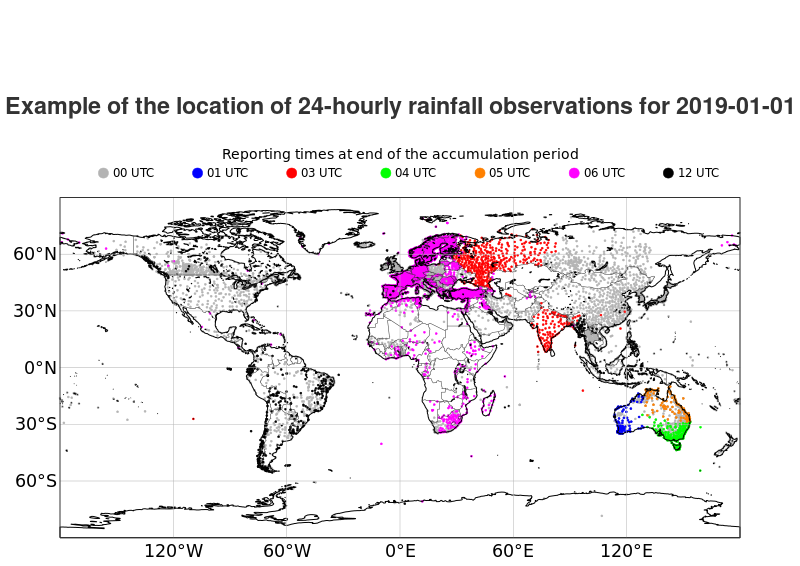 Example of the location of 24-hourly rainfall observations for 2019-01-01
Reporting times at end of the accumulation period
00 UTC 01 UTC 03 UTC 04 UTC 05 UTC 06 UTC 12 UTC
60°N
30°N
0°N
30°S
60°S
120°W 60°W 0°E 60°E 120°E